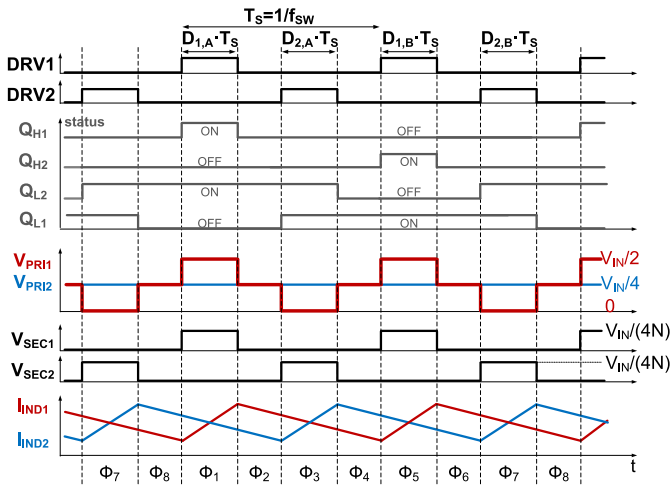 T_S=1/f_SW
D_1,A·T_S D_2,A·T_S D_1,B·T_S D_2,B·T_S
DRV1
DRV2
status
Q_H1 ON OFF
Q_H2 OFF ON
Q_L2 ON OFF
Q_L1 OFF ON
V_PRI1 V_IN/2
V_PRI2 V_IN/4
0
V_SEC1 V_IN/(4N)
V_SEC2 V_IN/(4N)
I_IND1
I_IND2
t
Φ_7 Φ_8 Φ_1 Φ_2 Φ_3 Φ_4 Φ_5 Φ_6 Φ_7 Φ_8